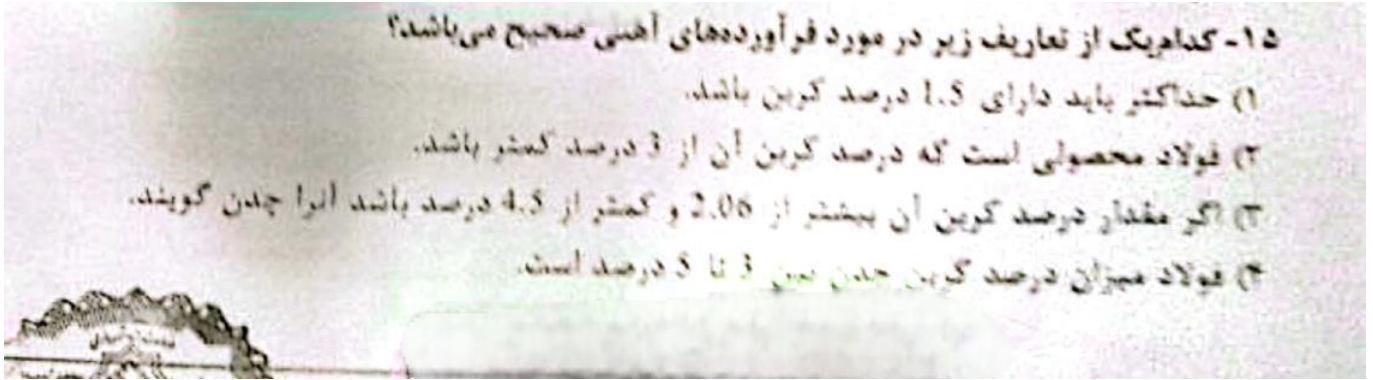 ۱۵- کدامیک از تعاریف زیر در مورد فرآورده‌های آهنی صحیح می‌باشد؟
۱) حداکثر باید دارای 1.5 درصد کربن باشد.
۲) فولاد محصولی است که درصد کربن آن از 3 درصد کمتر باشد.
۳) اگر مقدار درصد کربن آن بیشتر از 2.06 و کمتر از 4.5 درصد باشد آنرا چدن گویند.
۴) فولاد میزان درصد کربن چدن بین 3 تا 5 درصد است.